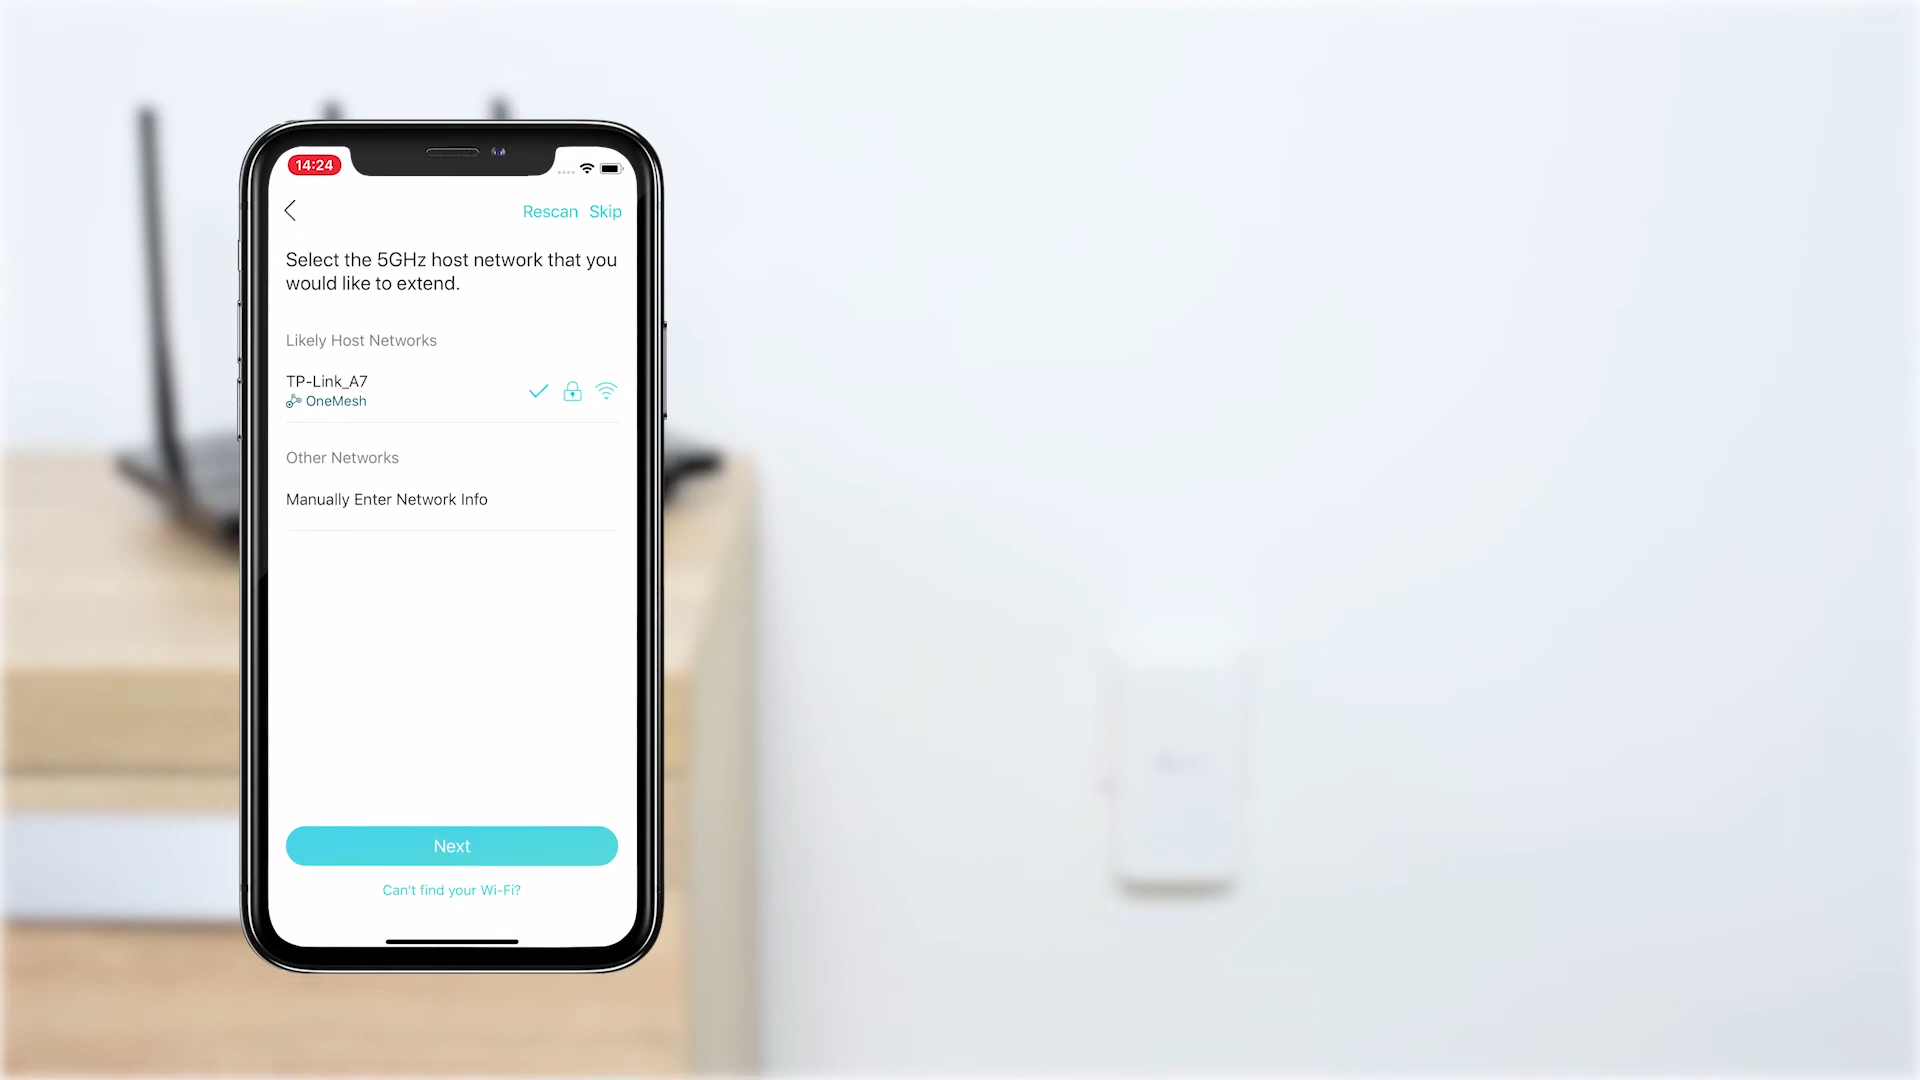 14:24
Rescan Skip
Select the 5GHz host network that you
would like to extend.
Likely Host Networks
TP-Link_A7
OneMesh
Other Networks
Manually Enter Network Info
Next
Can't find your Wi-Fi?